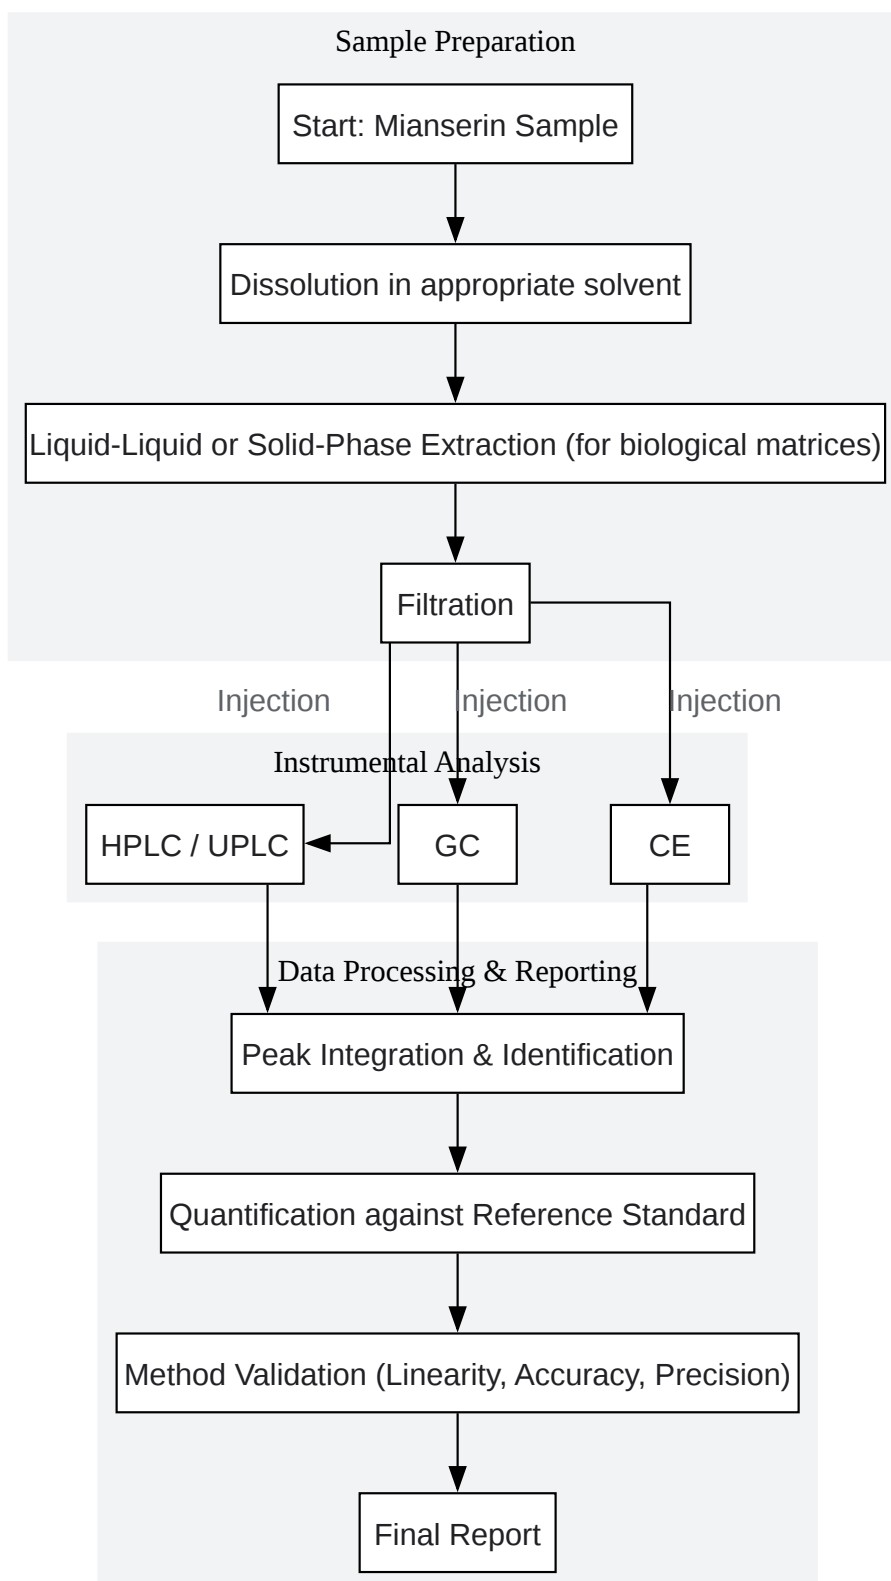 Sample Preparation
Start: Mianserin Sample
Dissolution in appropriate solvent
Liquid-Liquid or Solid-Phase Extraction (for biological matrices)
Filtration
Injection
Injection
Injection
Instrumental Analysis
HPLC / UPLC
GC
CE
Data Processing & Reporting
Peak Integration & Identification
Quantification against Reference Standard
Method Validation (Linearity, Accuracy, Precision)
Final Report